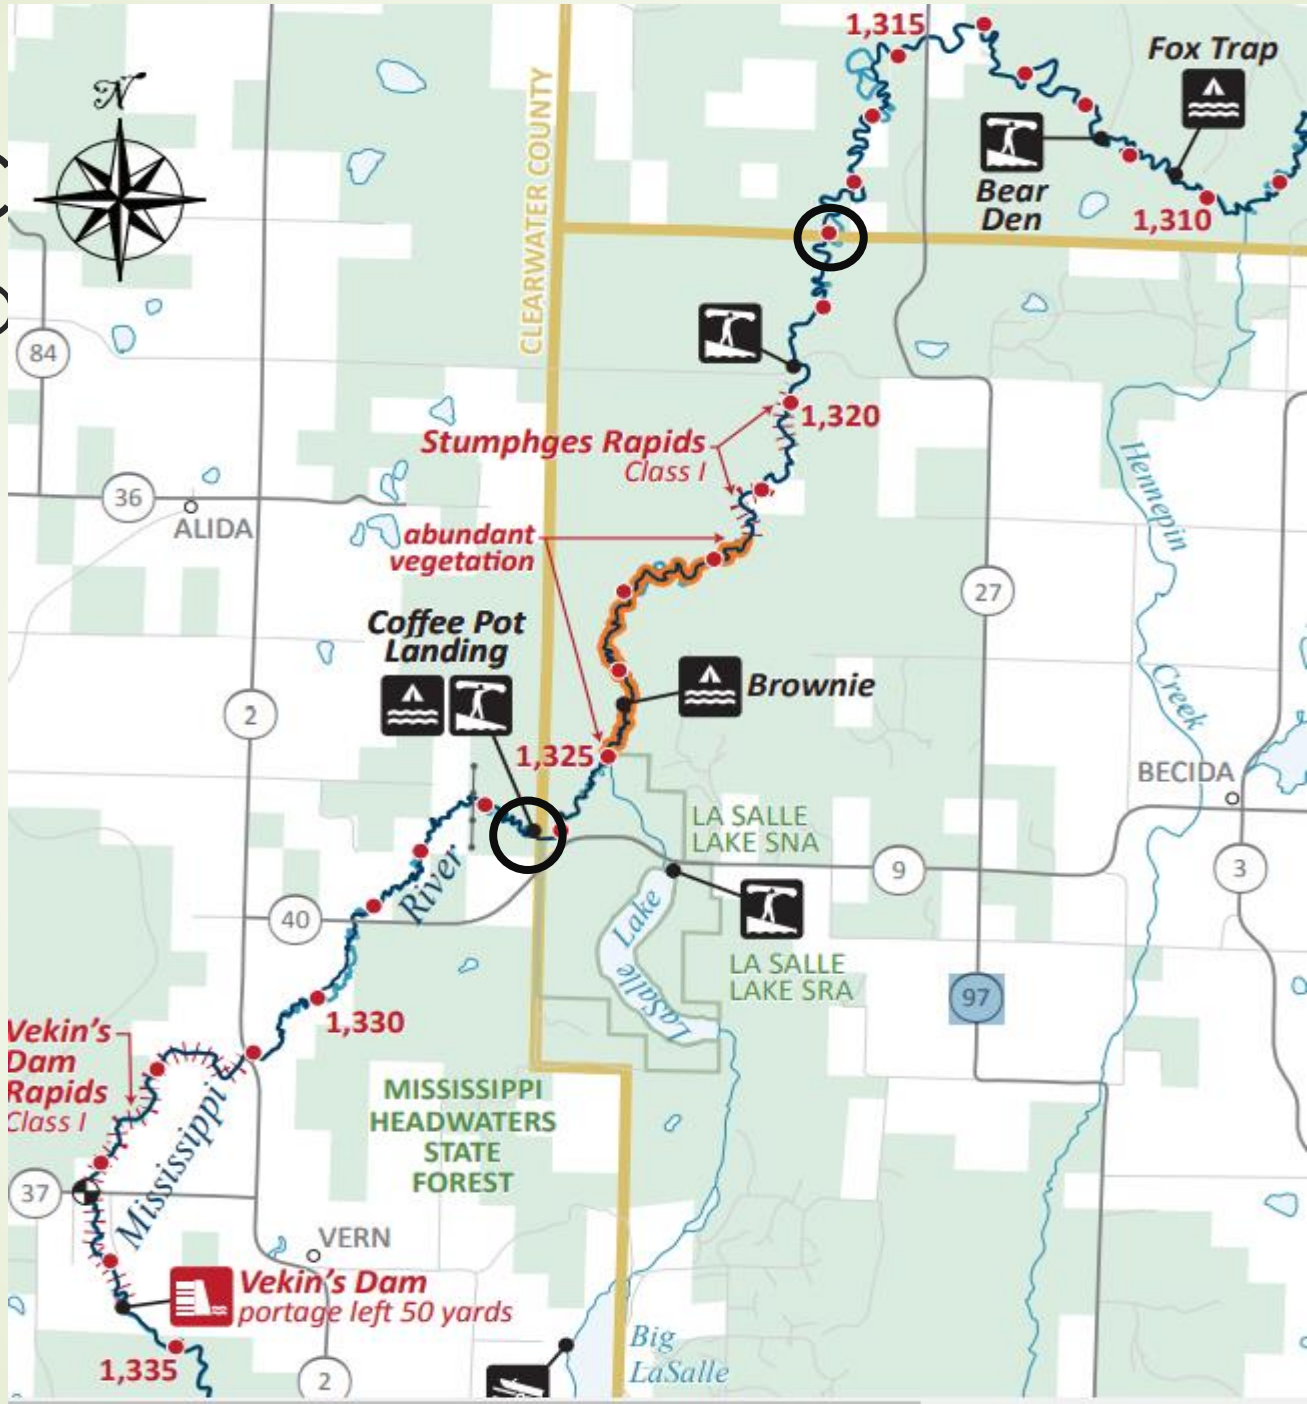 1,315
Fox Trap
N
CLEARWATER COUNTY
Bear
Den
1,310
84
1,320
Stumphges Rapids
Class I
Hennepin
Creek
36
ALIDA
abundant
vegetation
27
Coffee Pot
Landing
Brownie
2
1,325
BECIDA
LA SALLE
LAKE SNA
River
9
3
40
Lake
LaSalle
LA SALLE
LAKE SRA
97
1,330
Vekin's
Dam
Rapids
Class I
MISSISSIPPI
HEADWATERS
STATE
FOREST
Mississippi
37
VERN
Vekin's Dam
portage left 50 yards
Big
LaSalle
1,335
2